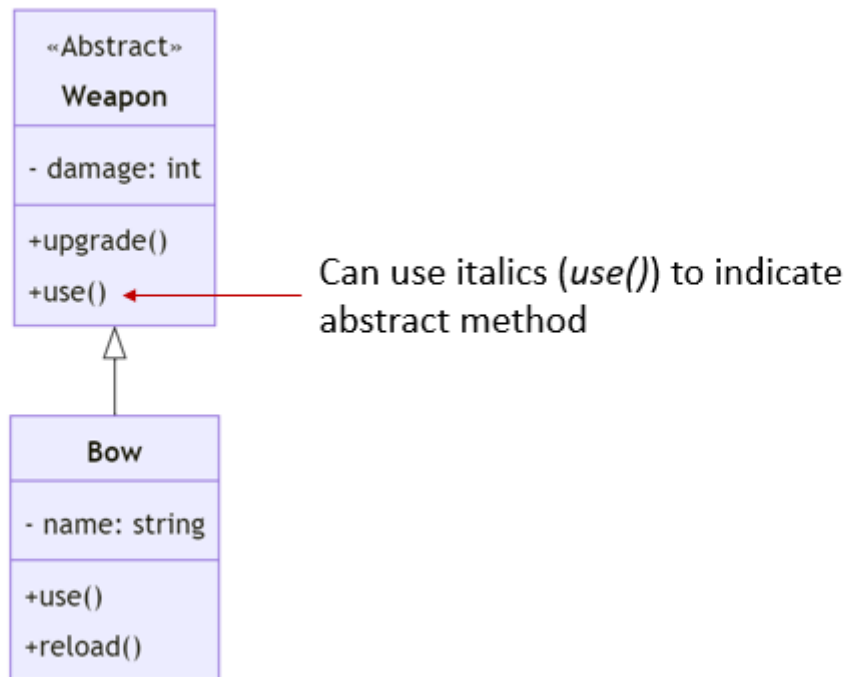 «Abstract»
Weapon
- damage: int
+upgrade()
+use()
Can use italics (use()) to indicate
abstract method
Bow
- name: string
+use()
+reload()